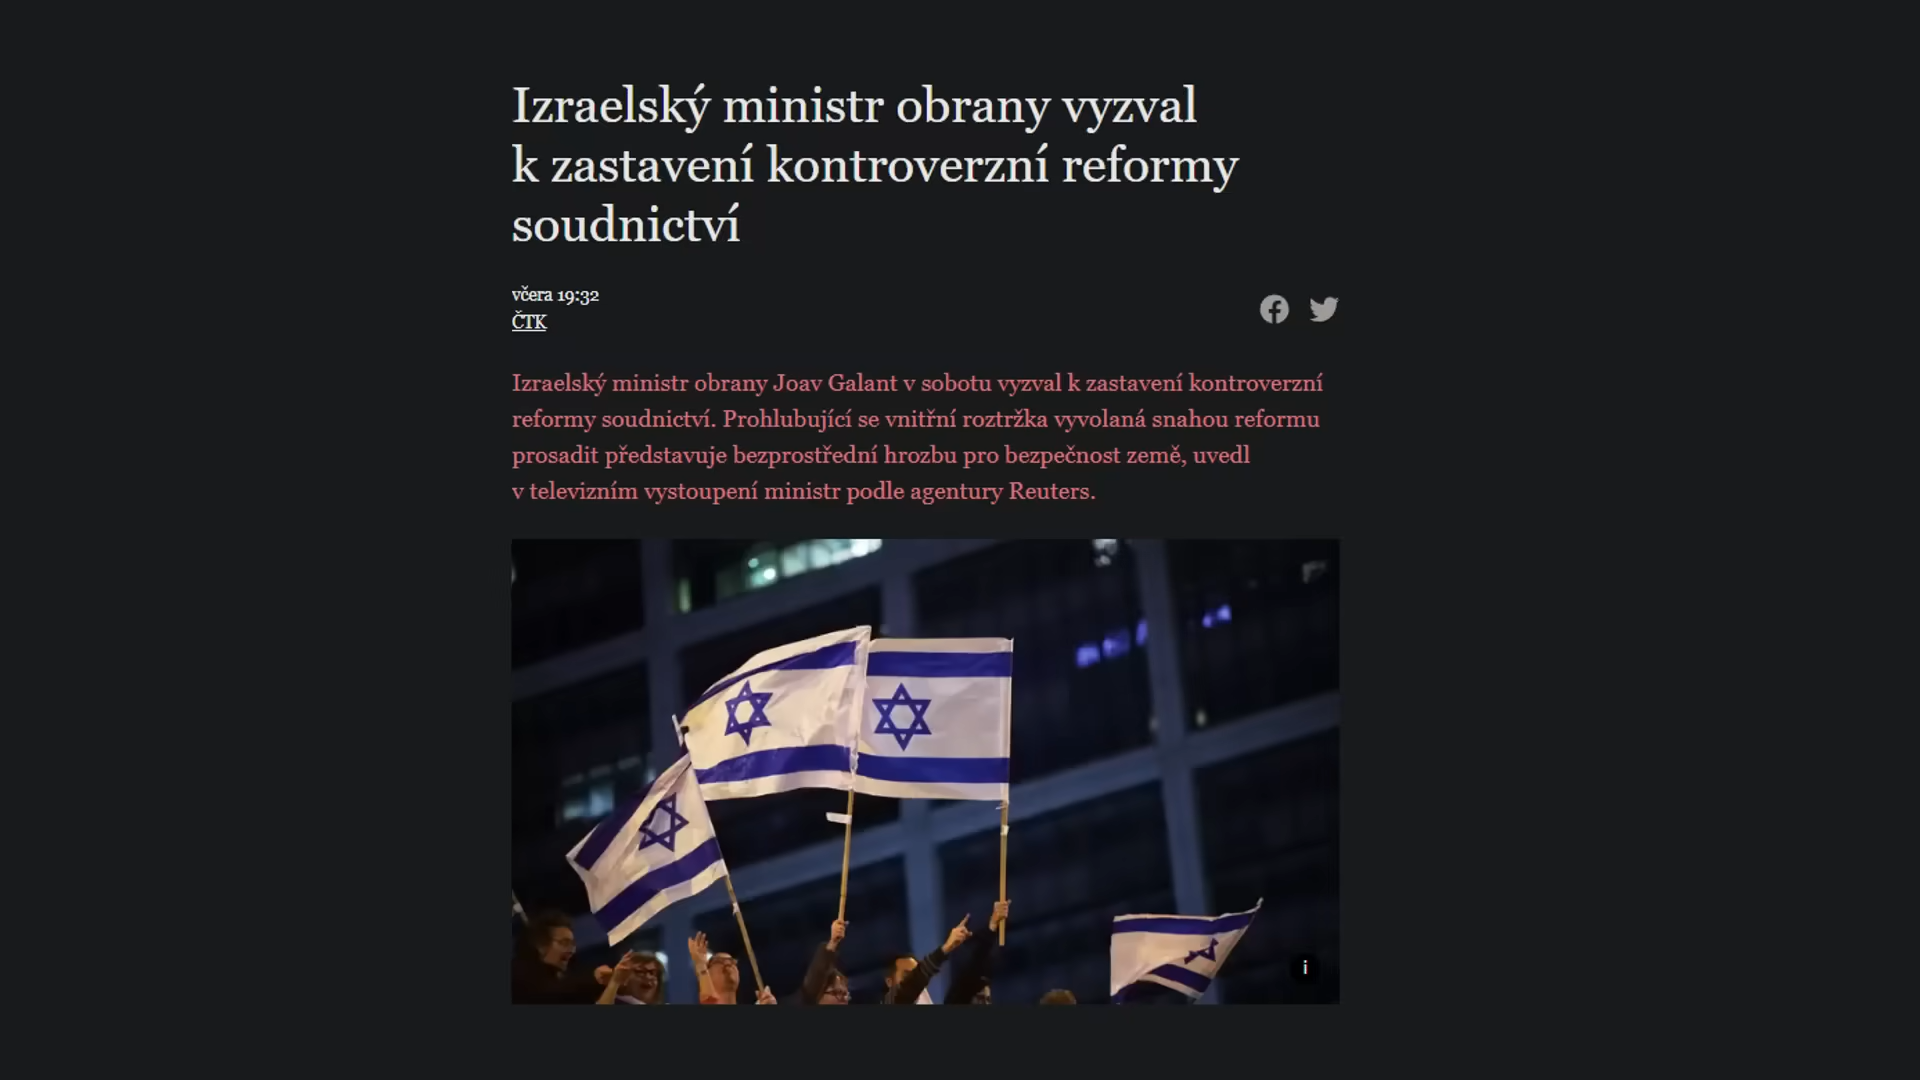 Izraelský ministr obrany vyzval
k zastavení kontroverzní reformy
soudnictví
včera 19:32
ČTK
Izraelský ministr obrany Joav Galant v sobotu vyzval k zastavení kontroverzní
reformy soudnictví. Prohlubující se vnitřní roztržka vyvolaná snahou reformu
prosadit představuje bezprostřední hrozbu pro bezpečnost země, uvedl
v televizním vystoupení ministr podle agentury Reuters.
i